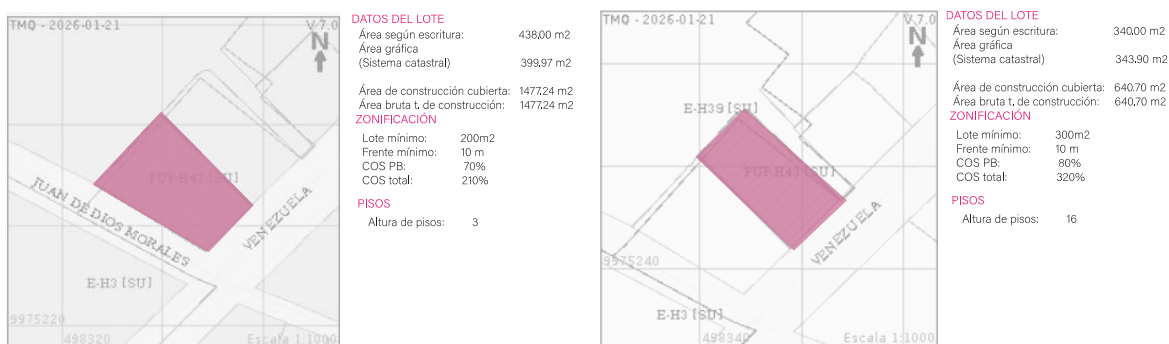 TMQ - 2026-01-21
V 7.0
N
PUF-H43 [SU]
JUAN DE DIOS MORALES
VENEZUELA
E-H3 [SU]
9975220
498320
Escala 1:1000
DATOS DEL LOTE
Área según escritura: 438.00 m2
Área gráfica
(Sistema catastral) 399.97 m2
Área de construcción cubierta: 1477.24 m2
Área bruta t. de construcción: 1477.24 m2
ZONIFICACIÓN
Lote mínimo: 200m2
Frente mínimo: 10 m
COS PB: 70%
COS total: 210%
PISOS
Altura de pisos: 3
TMQ - 2026-01-21
V 7.0
N
E-H39 [SU]
PUF-H43 [SU]
VENEZUELA
9975240
E-H3 [SU]
498340
Escala 1:1000
DATOS DEL LOTE
Área según escritura: 340.00 m2
Área gráfica
(Sistema catastral) 343.90 m2
Área de construcción cubierta: 640.70 m2
Área bruta t. de construcción: 640.70 m2
ZONIFICACIÓN
Lote mínimo: 300m2
Frente mínimo: 10 m
COS PB: 80%
COS total: 320%
PISOS
Altura de pisos: 16